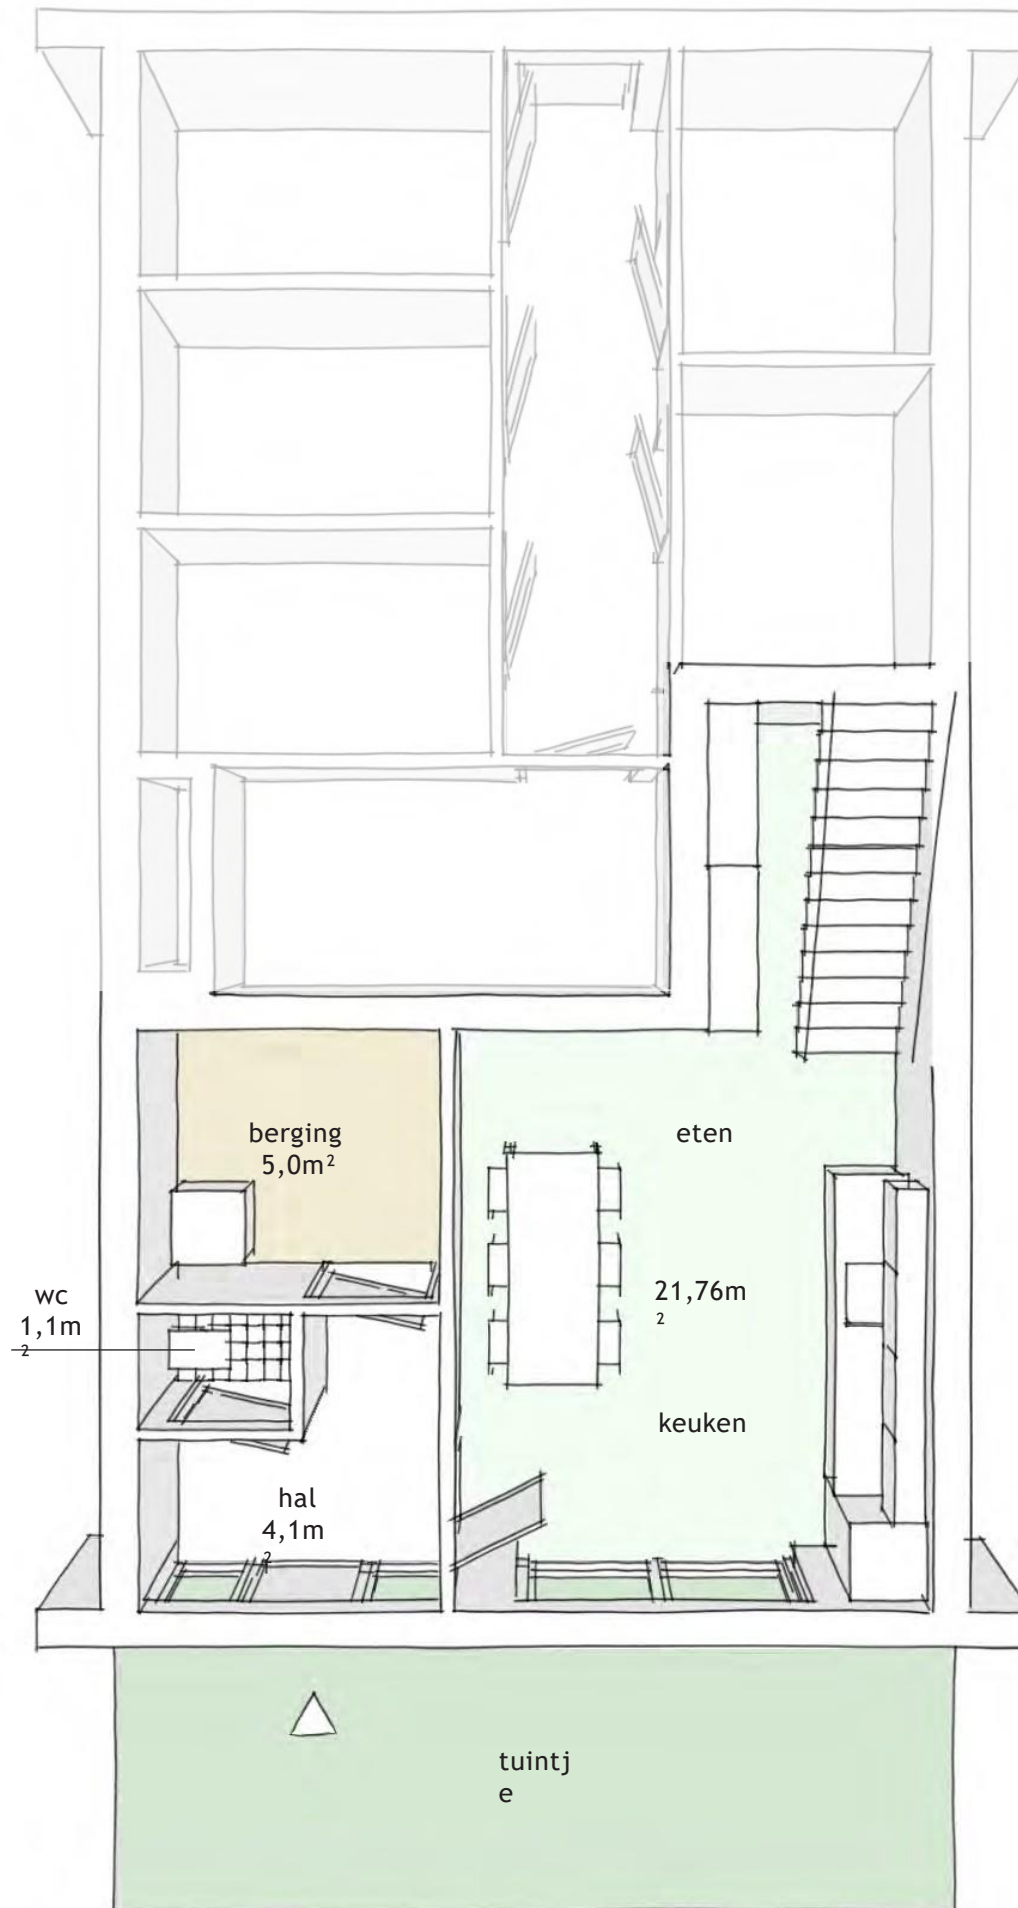 berging
5,0m²
eten
wc
1,1m
2
21,76m
2
keuken
hal
4,1m
2
tuintj
e